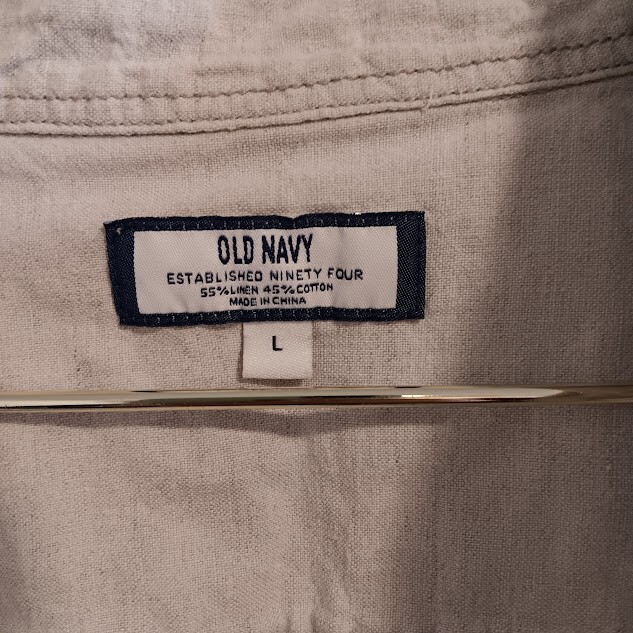 OLD NAVY
ESTABLISHED NINETY FOUR
55% LINEN 45% COTTON
MADE IN CHINA
L